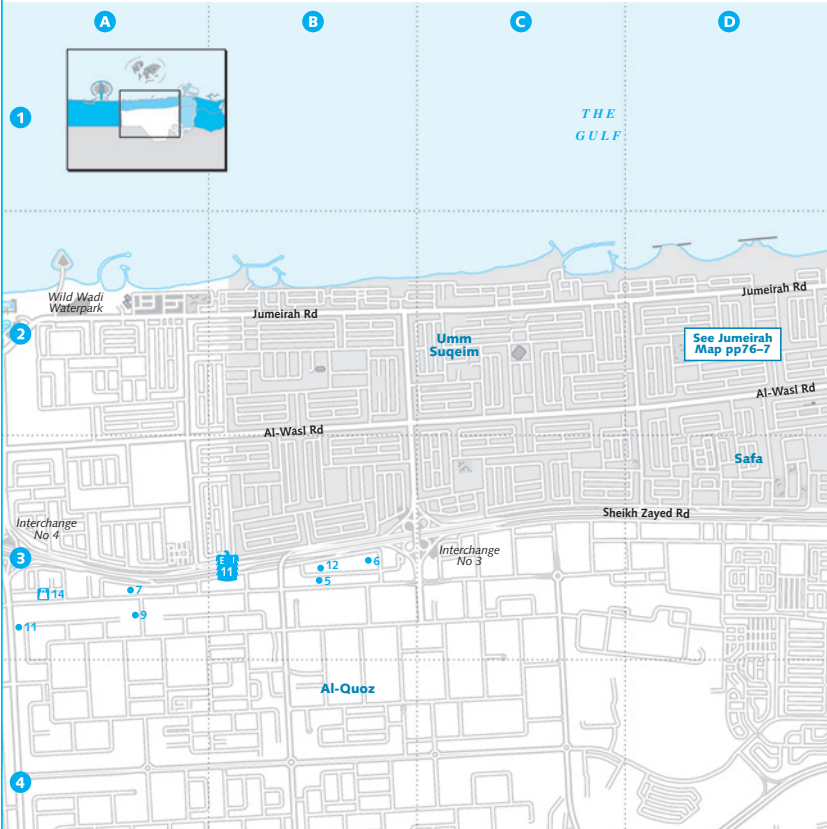 A
B
C
D
1
THE
GULF
Wild Wadi
Waterpark
Jumeirah Rd
Jumeirah Rd
2
Umm
Suqeim
See Jumeirah
Map pp76–7
Al-Wasl Rd
Al-Wasl Rd
Safa
Sheikh Zayed Rd
Interchange
No 4
Interchange
No 3
3
E 11
11
12
6
5
14
7
9
11
Al-Quoz
4